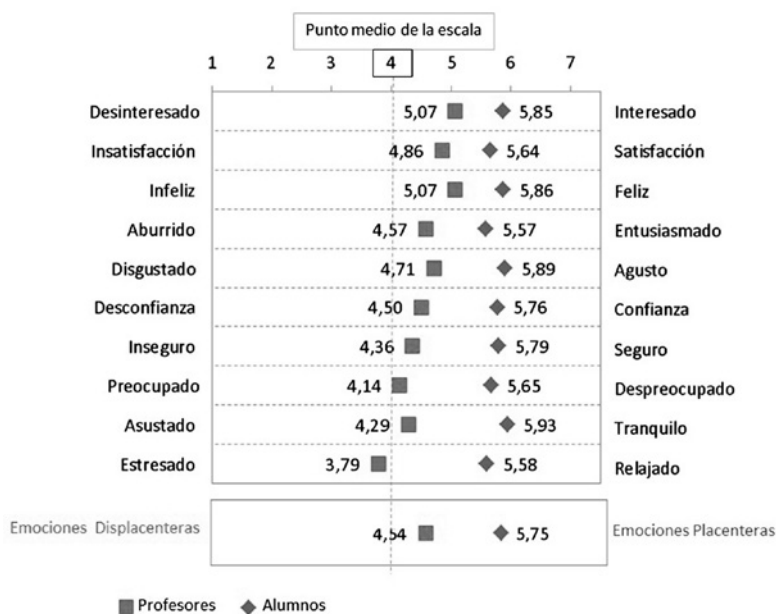 Punto medio de la escala
1 2 3 4 5 6 7
Desinteresado 5,07 5,85 Interesado
Insatisfacción 4,86 5,64 Satisfacción
Infeliz 5,07 5,86 Feliz
Aburrido 4,57 5,57 Entusiasmado
Disgustado 4,71 5,89 Agusto
Desconfianza 4,50 5,76 Confianza
Inseguro 4,36 5,79 Seguro
Preocupado 4,14 5,65 Despreocupado
Asustado 4,29 5,93 Tranquilo
Estresado 3,79 5,58 Relajado
Emociones Displacenteras 4,54 5,75 Emociones Placenteras
Profesores Alumnos